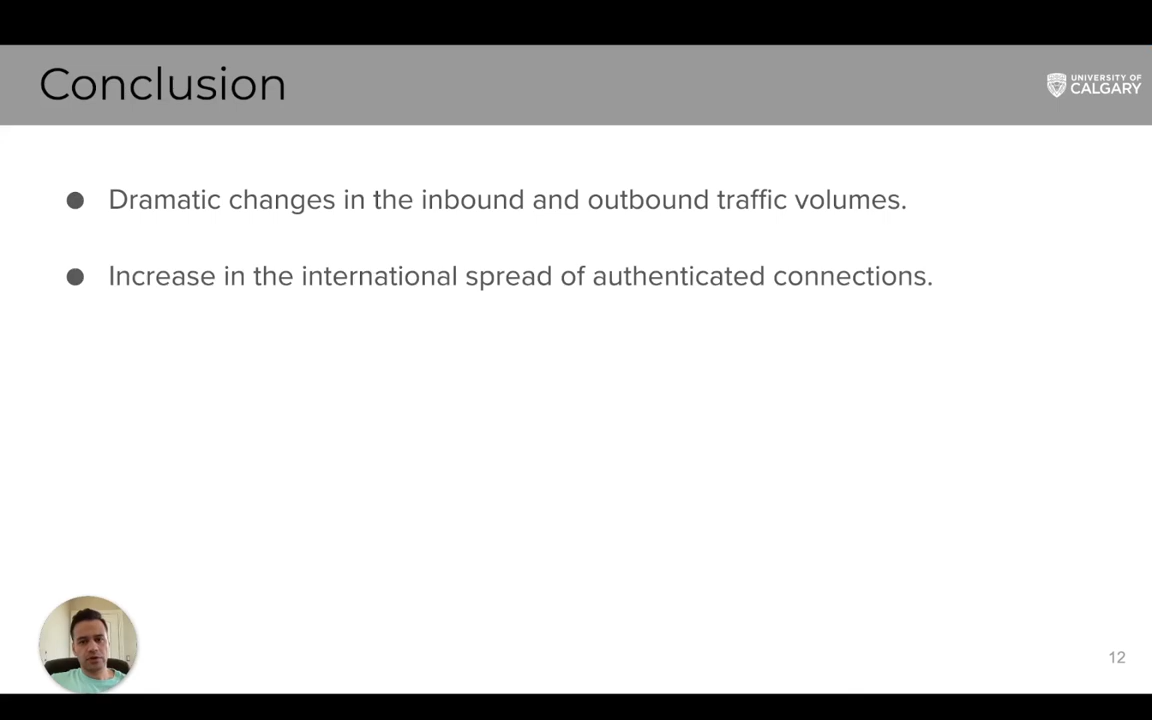 Conclusion
UNIVERSITY OF
CALGARY
● Dramatic changes in the inbound and outbound traffic volumes.
● Increase in the international spread of authenticated connections.
12